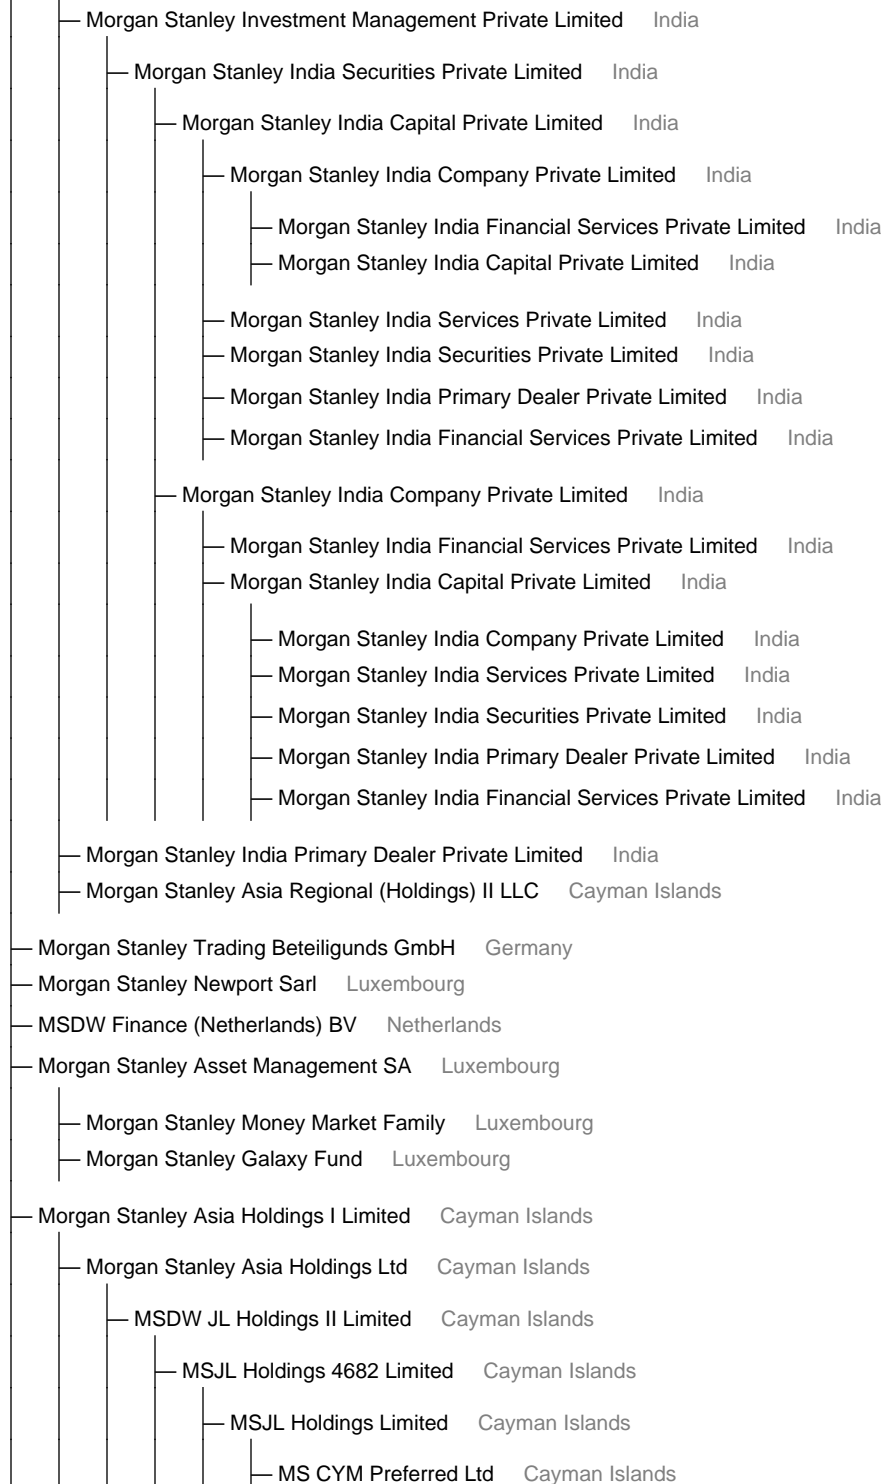 Morgan Stanley Investment Management Private Limited India
Morgan Stanley India Securities Private Limited India
Morgan Stanley India Capital Private Limited India
Morgan Stanley India Company Private Limited India
Morgan Stanley India Financial Services Private Limited India
Morgan Stanley India Capital Private Limited India
Morgan Stanley India Services Private Limited India
Morgan Stanley India Securities Private Limited India
Morgan Stanley India Primary Dealer Private Limited India
Morgan Stanley India Financial Services Private Limited India
Morgan Stanley India Company Private Limited India
Morgan Stanley India Financial Services Private Limited India
Morgan Stanley India Capital Private Limited India
Morgan Stanley India Company Private Limited India
Morgan Stanley India Services Private Limited India
Morgan Stanley India Securities Private Limited India
Morgan Stanley India Primary Dealer Private Limited India
Morgan Stanley India Financial Services Private Limited India
Morgan Stanley India Primary Dealer Private Limited India
Morgan Stanley Asia Regional (Holdings) II LLC Cayman Islands
Morgan Stanley Trading Beteiligunds GmbH Germany
Morgan Stanley Newport Sarl Luxembourg
MSDW Finance (Netherlands) BV Netherlands
Morgan Stanley Asset Management SA Luxembourg
Morgan Stanley Money Market Family Luxembourg
Morgan Stanley Galaxy Fund Luxembourg
Morgan Stanley Asia Holdings I Limited Cayman Islands
Morgan Stanley Asia Holdings Ltd Cayman Islands
MSDW JL Holdings II Limited Cayman Islands
MSJL Holdings 4682 Limited Cayman Islands
MSJL Holdings Limited Cayman Islands
MS CYM Preferred Ltd Cayman Islands